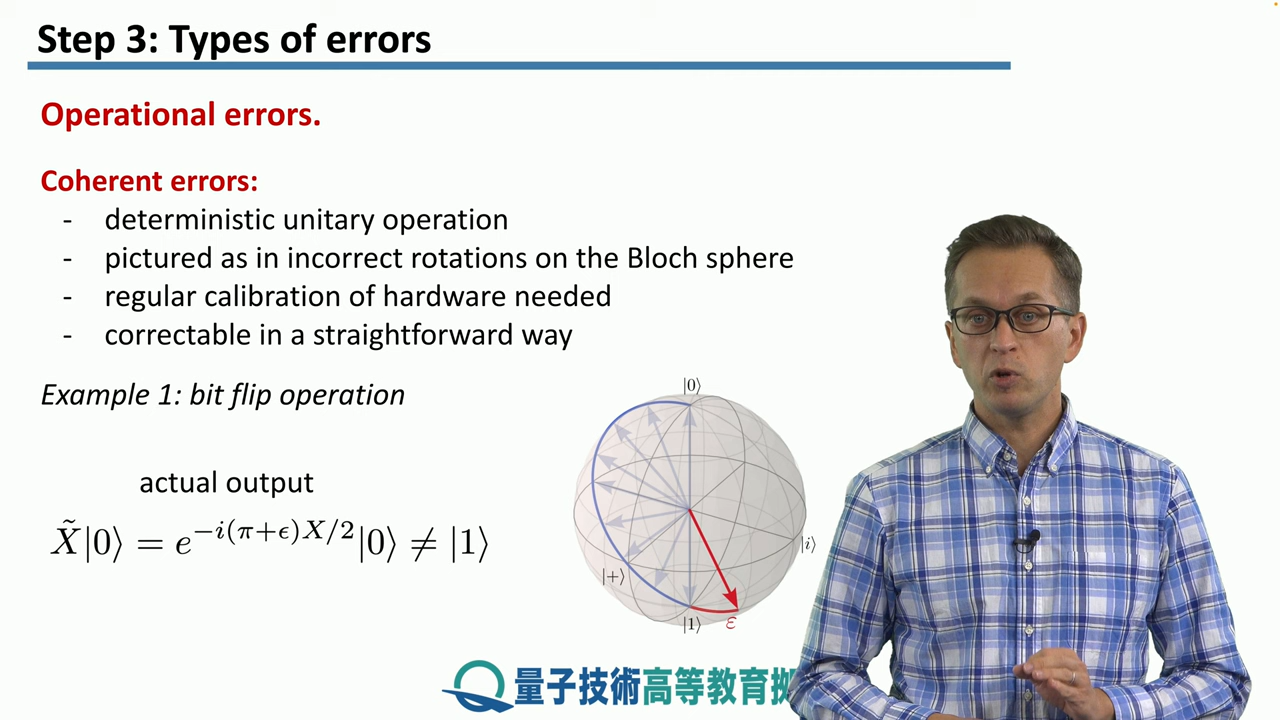 Step 3: Types of errors
Operational errors.
Coherent errors:
- deterministic unitary operation
- pictured as in incorrect rotations on the Bloch sphere
- regular calibration of hardware needed
- correctable in a straightforward way
Example 1: bit flip operation
actual output
X̃|0⟩ = e^{-i(π+ϵ)X/2}|0⟩ ≠ |1⟩
|0⟩
|i⟩
|+⟩
|1⟩
ε
量子技術高等教育拠